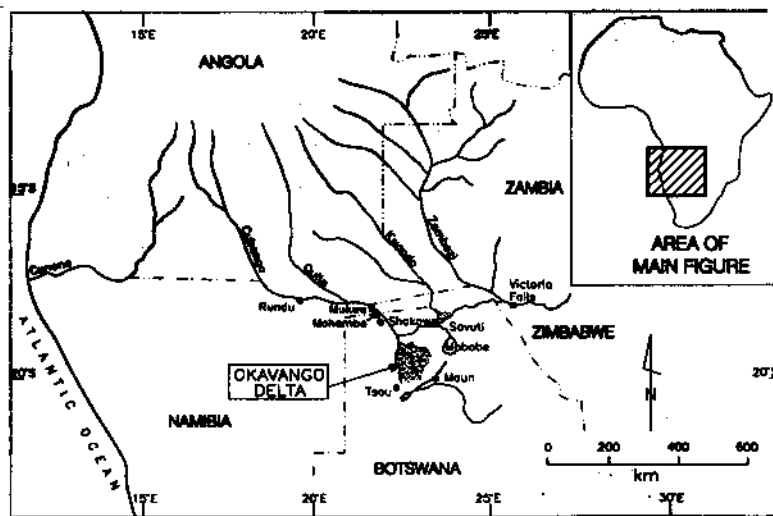 15°E 20°E 25°E
ANGOLA
15°S
ZAMBIA
AREA OF
MAIN FIGURE
Cubango
Cuito
Kwando
Zambezi
Cunene
Victoria
Falls
Rundu
Mukwe
Mohembo
Shakawe
Savuti
ZIMBABWE
Mababe
20°S
20°
OKAVANGO
DELTA
Tsau
Maun
N
ATLANTIC OCEAN
NAMIBIA
BOTSWANA
0 200 400 600
km
15°E 20°E 25°E 30°E